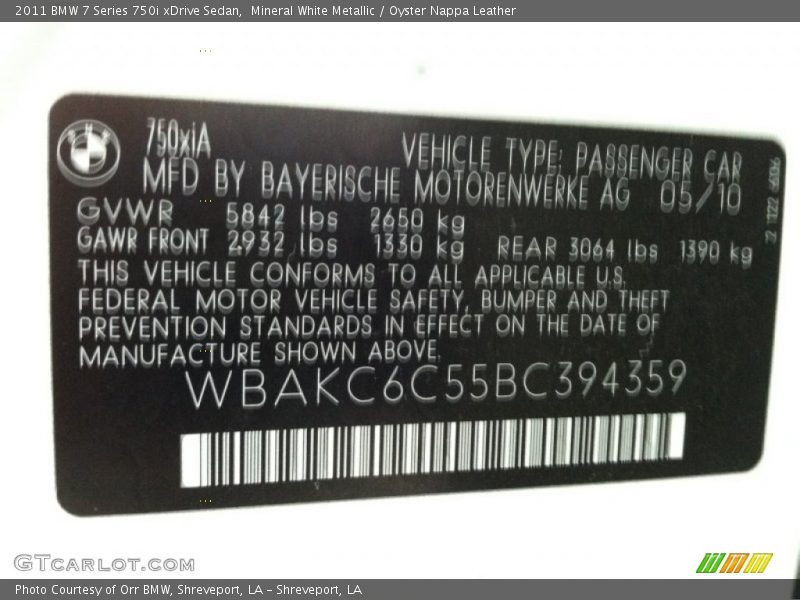 2011 BMW 7 Series 750i xDrive Sedan,  Mineral White Metallic / Oyster Nappa Leather
BMW
750xiA
VEHICLE TYPE: PASSENGER CAR
MFD BY BAYERISCHE MOTORENWERKE AG 05/10
GVWR 5842 lbs 2650 kg
GAWR FRONT 2932 lbs 1330 kg REAR 3064 lbs 1390 kg
THIS VEHICLE CONFORMS TO ALL APPLICABLE U.S.
FEDERAL MOTOR VEHICLE SAFETY, BUMPER AND THEFT
PREVENTION STANDARDS IN EFFECT ON THE DATE OF
MANUFACTURE SHOWN ABOVE.
WBAKC6C55BC394359
GTCARLOT.COM
Photo Courtesy of Orr BMW, Shreveport, LA – Shreveport, LA